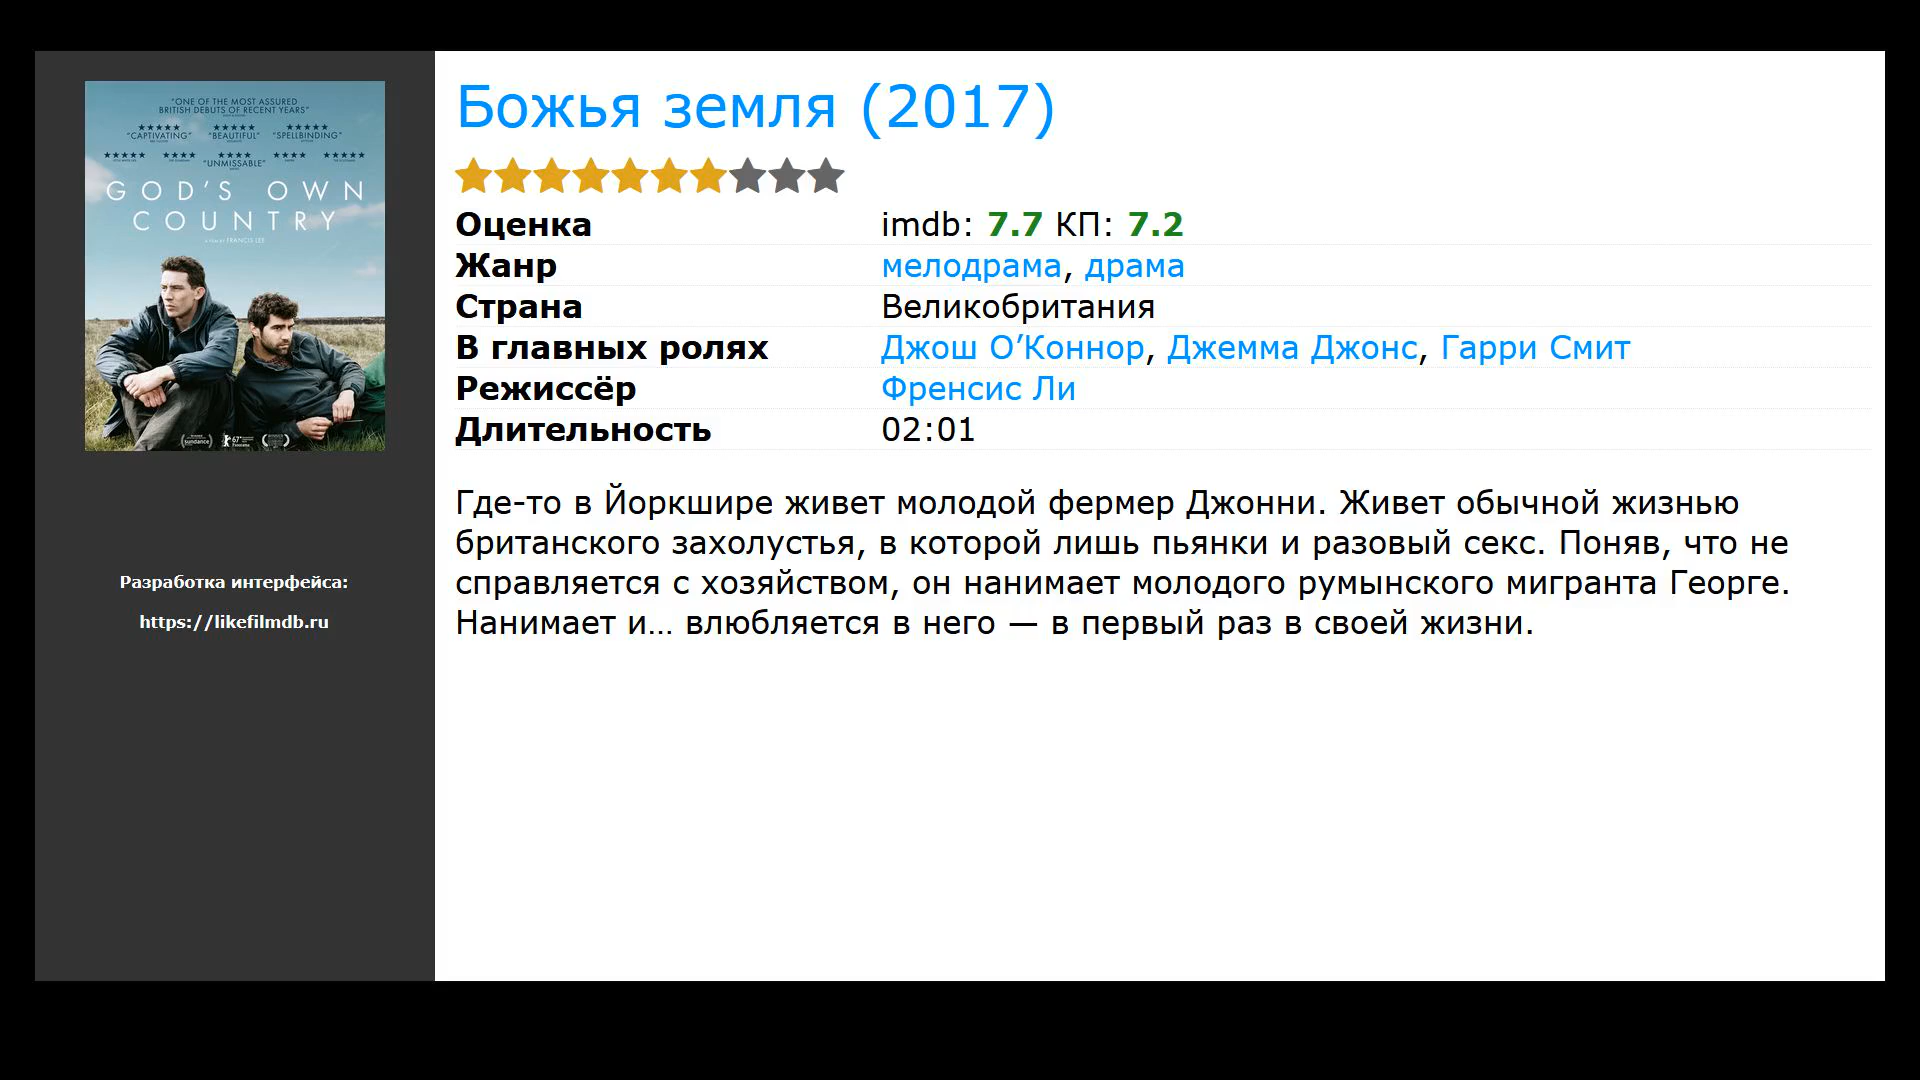 "ONE OF THE MOST ASSURED
BRITISH DEBUTS OF RECENT YEARS"
"CAPTIVATING" "BEAUTIFUL" "SPELLBINDING"
"UNMISSABLE"
GOD'S OWN
COUNTRY
A FILM BY FRANCIS LEE
sundance
Разработка интерфейса:
https://likefilmdb.ru
Божья земля (2017)
Оценка imdb: 7.7 КП: 7.2
Жанр мелодрама, драма
Страна Великобритания
В главных ролях Джош О’Коннор, Джемма Джонс, Гарри Смит
Режиссёр Френсис Ли
Длительность 02:01
Где-то в Йоркшире живет молодой фермер Джонни. Живет обычной жизнью
британского захолустья, в которой лишь пьянки и разовый секс. Поняв, что не
справляется с хозяйством, он нанимает молодого румынского мигранта Георге.
Нанимает и… влюбляется в него — в первый раз в своей жизни.